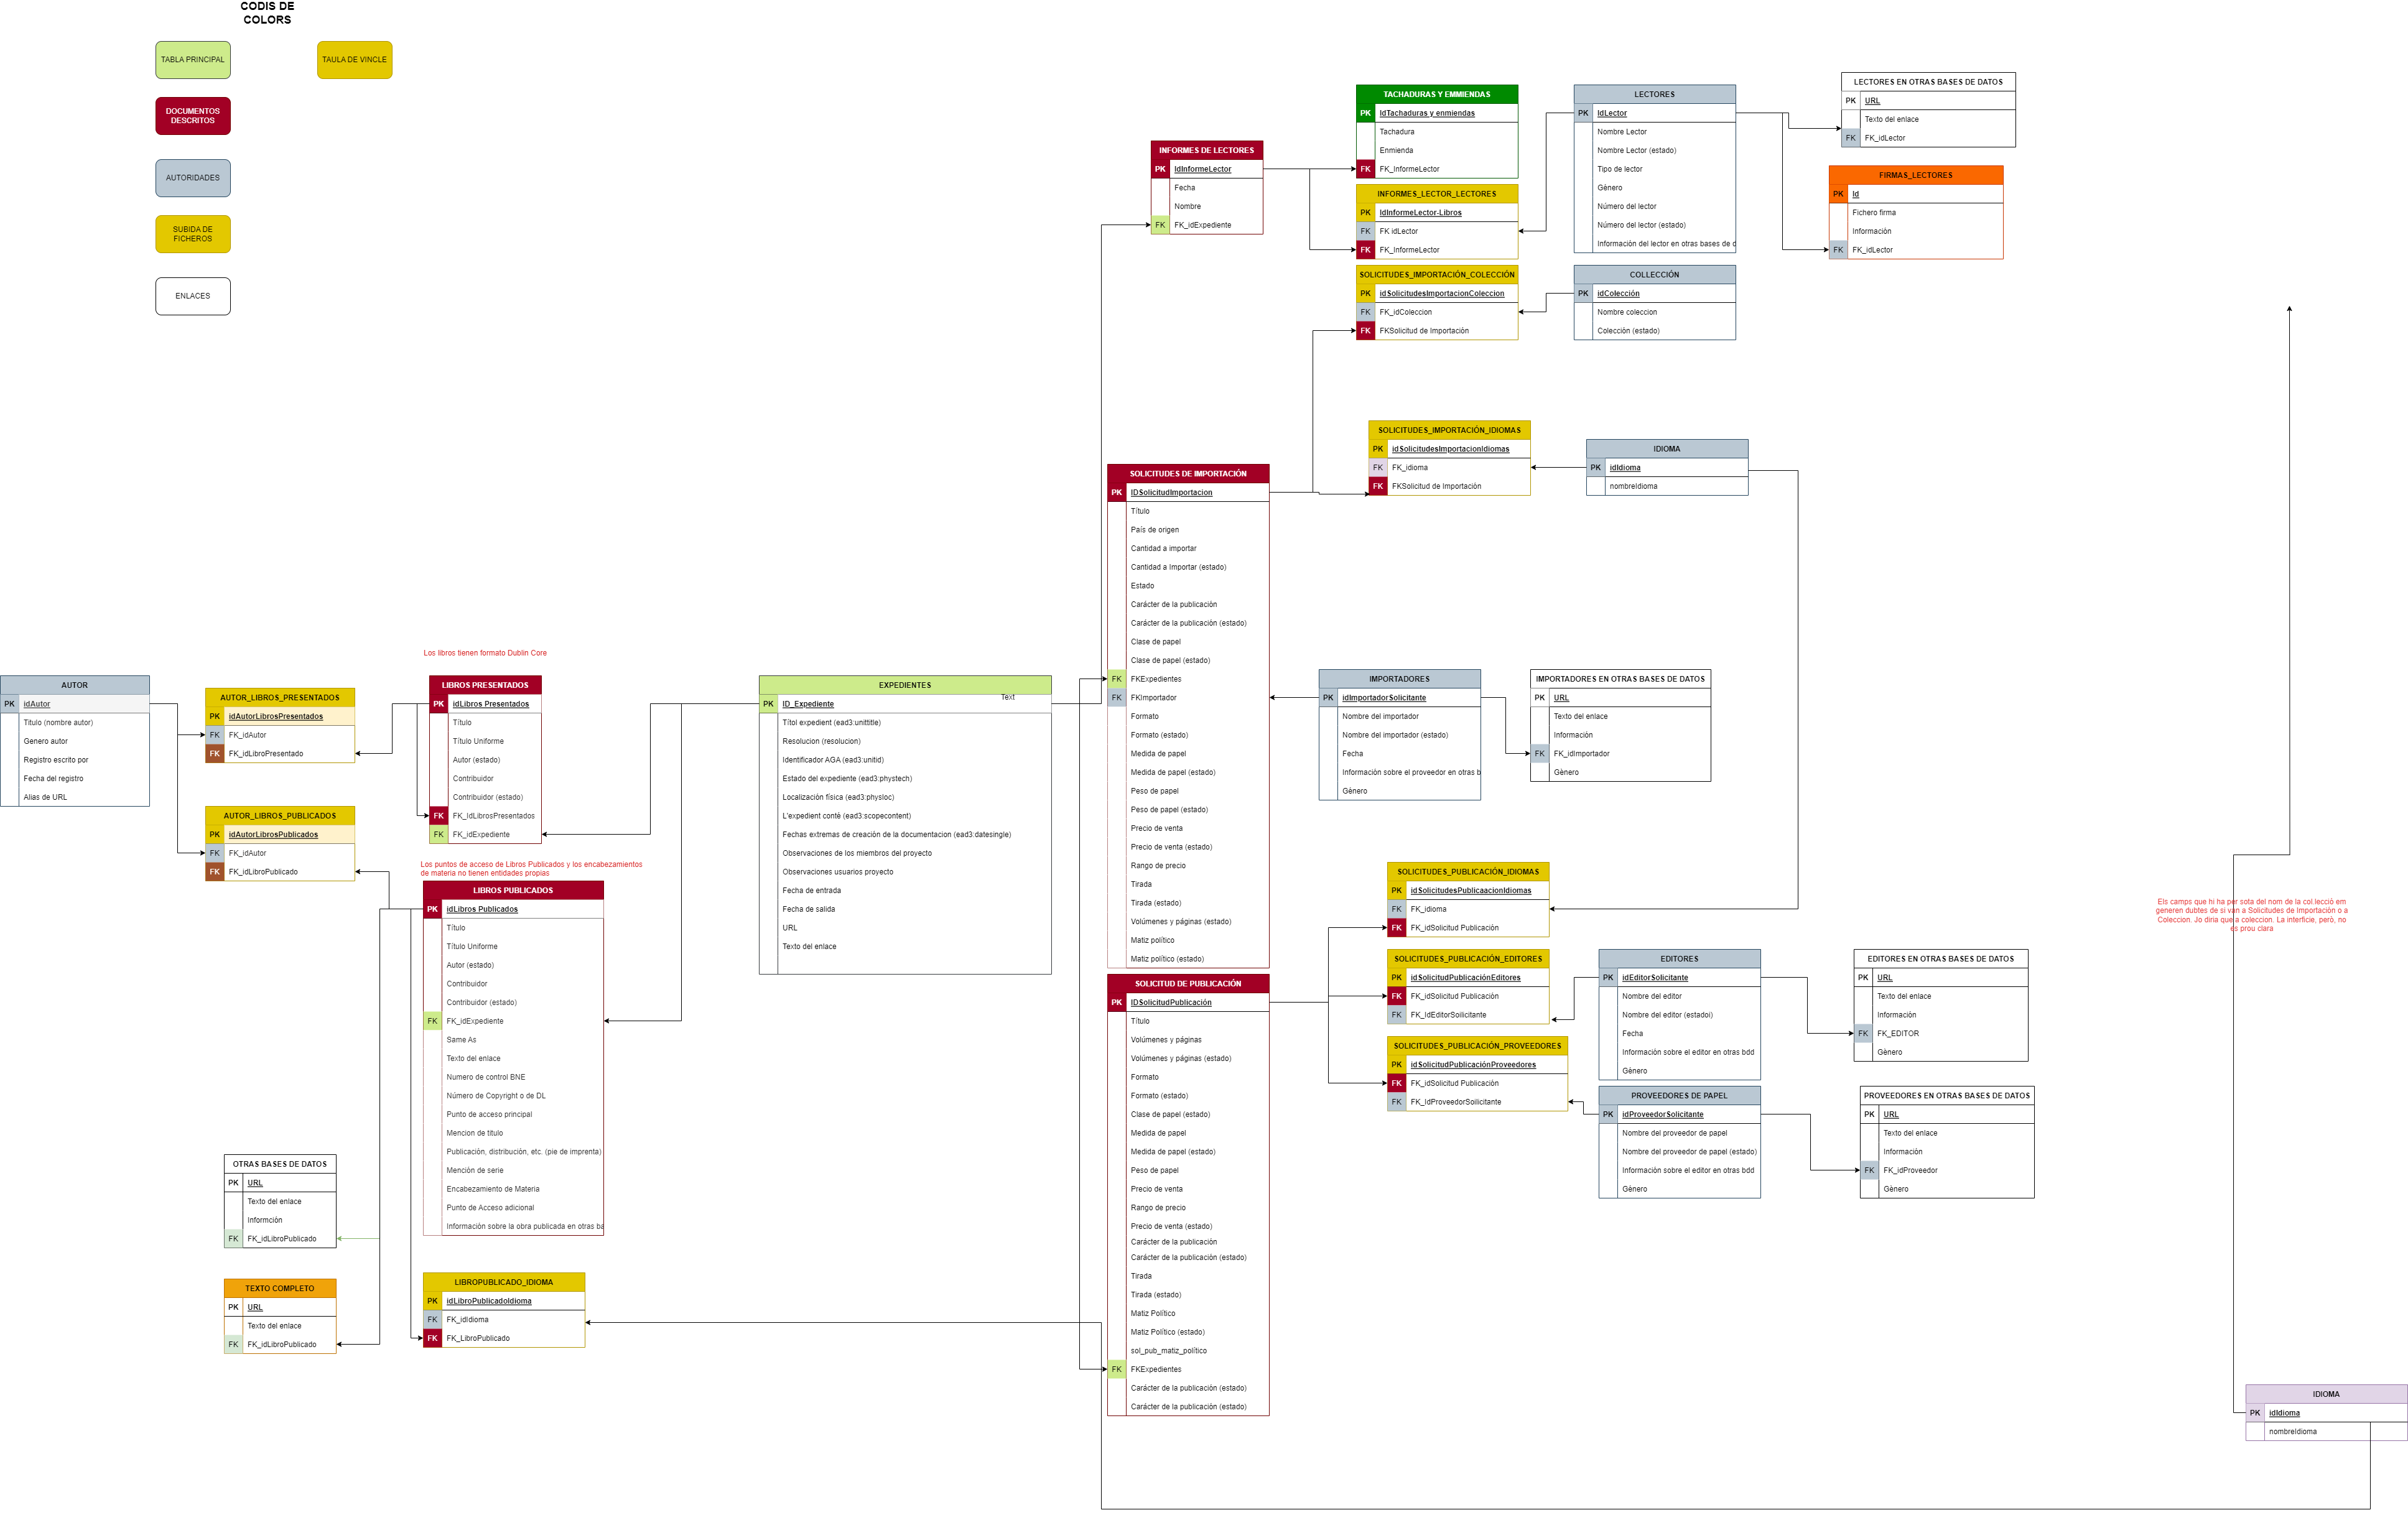 CODIS DE
COLORS
TABLA PRINCIPAL
TAULA DE VINCLE
DOCUMENTOS
DESCRITOS
AUTORIDADES
SUBIDA DE
FICHEROS
ENLACES
INFORMES DE LECTORES
PK IdInformeLector
Fecha
Nombre
FK FK_idExpediente
TACHADURAS Y EMMIENDAS
PK IdTachaduras y enmiendas
Tachadura
Enmienda
FK FK_InformeLector
INFORMES_LECTOR_LECTORES
PK IdInformeLector-Libros
FK FK idLector
FK FK_InformeLector
SOLICITUDES_IMPORTACIÓN_COLECCIÓN
PK idSolicitudesImportacionColeccion
FK FK_idColeccion
FK FKSolicitud de Importación
LECTORES
PK IdLector
Nombre Lector
Nombre Lector (estado)
Tipo de lector
Género
Número del lector
Número del lector (estado)
Información del lector en otras bases de d
COLLECCIÓN
PK idColección
Nombre coleccion
Colección (estado)
LECTORES EN OTRAS BASES DE DATOS
PK URL
Texto del enlace
FK FK_idLector
FIRMAS_LECTORES
PK Id
Fichero firma
Información
FK FK_idLector
SOLICITUDES_IMPORTACIÓN_IDIOMAS
PK idSolicitudesImportacionIdiomas
FK FK_idioma
FK FKSolicitud de Importación
IDIOMA
PK idIdioma
nombreIdioma
SOLICITUDES DE IMPORTACIÓN
PK IDSolicitudImportacion
Título
País de origen
Cantidad a importar
Cantidad a Importar (estado)
Estado
Carácter de la publicación
Carácter de la publicación (estado)
Clase de papel
Clase de papel (estado)
FK FKExpedientes
FK FKImportador
Formato
Formato (estado)
Medida de papel
Medida de papel (estado)
Peso de papel
Peso de papel (estado)
Precio de venta
Precio de venta (estado)
Rango de precio
Tirada
Tirada (estado)
Volúmenes y páginas (estado)
Matiz político
Matiz político (estado)
IMPORTADORES
PK idImportadorSolicitante
Nombre del importador
Nombre del importador (estado)
Fecha
Información sobre el proveedor en otras b
Género
IMPORTADORES EN OTRAS BASES DE DATOS
PK URL
Texto del enlace
Información
FK FK_idImportador
Género
AUTOR
PK idAutor
Titulo (nombre autor)
Genero autor
Registro escrito por
Fecha del registro
Alias de URL
AUTOR_LIBROS_PRESENTADOS
PK idAutorLibrosPresentados
FK FK_idAutor
FK FK_idLibroPresentado
AUTOR_LIBROS_PUBLICADOS
PK idAutorLibrosPublicados
FK FK_idAutor
FK FK_idLibroPublicado
Los libros tienen formato Dublin Core
LIBROS PRESENTADOS
PK idLibros Presentados
Título
Título Uniforme
Autor (estado)
Contribuidor
Contribuidor (estado)
FK FK_IdLibrosPresentados
FK FK_idExpediente
Los puntos de acceso de Libros Publicados y los encabezamientos
de materia no tienen entidades propias
LIBROS PUBLICADOS
PK idLibros Publicados
Título
Título Uniforme
Autor (estado)
Contribuidor
Contribuidor (estado)
FK FK_idExpediente
Same As
Texto del enlace
Numero de control BNE
Número de Copyright o de DL
Punto de acceso principal
Mencion de titulo
Publicación, distribución, etc. (pie de imprenta)
Mención de serie
Encabezamiento de Materia
Punto de Acceso adicional
Información sobre la obra publicada en otras ba
EXPEDIENTES
Text
PK ID_Expediente
Títol expedient (ead3:unittitle)
Resolucion (resolucion)
Identificador AGA (ead3:unitid)
Estado del expediente (ead3:phystech)
Localización física (ead3:physloc)
L'expedient conté (ead3:scopecontent)
Fechas extremas de creación de la documentacion (ead3:datesingle)
Observaciones de los miembros del proyecto
Observaciones usuarios proyecto
Fecha de entrada
Fecha de salida
URL
Texto del enlace
SOLICITUD DE PUBLICACIÓN
PK IDSolicitudPublicación
Título
Volúmenes y páginas
Volúmenes y páginas (estado)
Formato
Formato (estado)
Clase de papel (estado)
Medida de papel
Medida de papel (estado)
Peso de papel
Precio de venta
Rango de precio
Precio de venta (estado)
Carácter de la publicación
Carácter de la publicación (estado)
Tirada
Tirada (estado)
Matiz Político
Matiz Político (estado)
sol_pub_matiz_político
FK FKExpedientes
Carácter de la publicación (estado)
Carácter de la publicación (estado)
SOLICITUDES_PUBLICACIÓN_IDIOMAS
PK idSolicitudesPublicaacionIdiomas
FK FK_idioma
FK FK_idSolicitud Publicación
SOLICITUDES_PUBLICACIÓN_EDITORES
PK idSolicitudPublicaciónEditores
FK FK_idSolicitud Publicación
FK FK_IdEditorSoilicitante
SOLICITUDES_PUBLICACIÓN_PROVEEDORES
PK idSolicitudPublicaciónProveedores
FK FK_idSolicitud Publicación
FK FK_IdProveedorSoilicitante
EDITORES
PK idEditorSolicitante
Nombre del editor
Nombre del editor (estadoi)
Fecha
Información sobre el editor en otras bdd
Género
PROVEEDORES DE PAPEL
PK idProveedorSolicitante
Nombre del proveedor de papel
Nombre del proveedor de papel (estado)
Información sobre el editor en otras bdd
Género
EDITORES EN OTRAS BASES DE DATOS
PK URL
Texto del enlace
Información
FK FK_EDITOR
Género
PROVEEDORES EN OTRAS BASES DE DATOS
PK URL
Texto del enlace
Información
FK FK_idProveedor
Género
Els camps que hi ha per sota del nom de la col·lecció em
generen dubtes de si van a Solicitudes de Importación o a
Coleccion. Jo diria que a coleccion. La interfície, però, no
és prou clara
OTRAS BASES DE DATOS
PK URL
Texto del enlace
Informción
FK FK_idLibroPublicado
TEXTO COMPLETO
PK URL
Texto del enlace
FK FK_idLibroPublicado
LIBROPUBLICADO_IDIOMA
PK idLibroPublicadoIdioma
FK FK_idIdioma
FK FK_LibroPublicado
IDIOMA
PK idIdioma
nombreIdioma